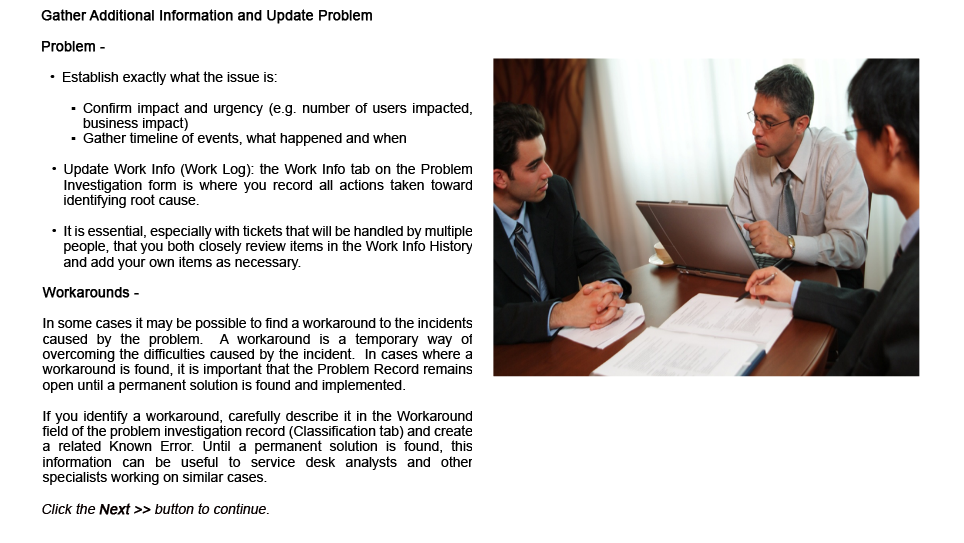 Gather Additional Information and Update Problem
Problem -
• Establish exactly what the issue is:
▪ Confirm impact and urgency (e.g. number of users impacted,
business impact)
▪ Gather timeline of events, what happened and when
• Update Work Info (Work Log): the Work Info tab on the Problem
Investigation form is where you record all actions taken toward
identifying root cause.
• It is essential, especially with tickets that will be handled by multiple
people, that you both closely review items in the Work Info History
and add your own items as necessary.
Workarounds -
In some cases it may be possible to find a workaround to the incidents
caused by the problem. A workaround is a temporary way of
overcoming the difficulties caused by the incident. In cases where a
workaround is found, it is important that the Problem Record remains
open until a permanent solution is found and implemented.
If you identify a workaround, carefully describe it in the Workaround
field of the problem investigation record (Classification tab) and create
a related Known Error. Until a permanent solution is found, this
information can be useful to service desk analysts and other
specialists working on similar cases.
Click the Next >> button to continue.